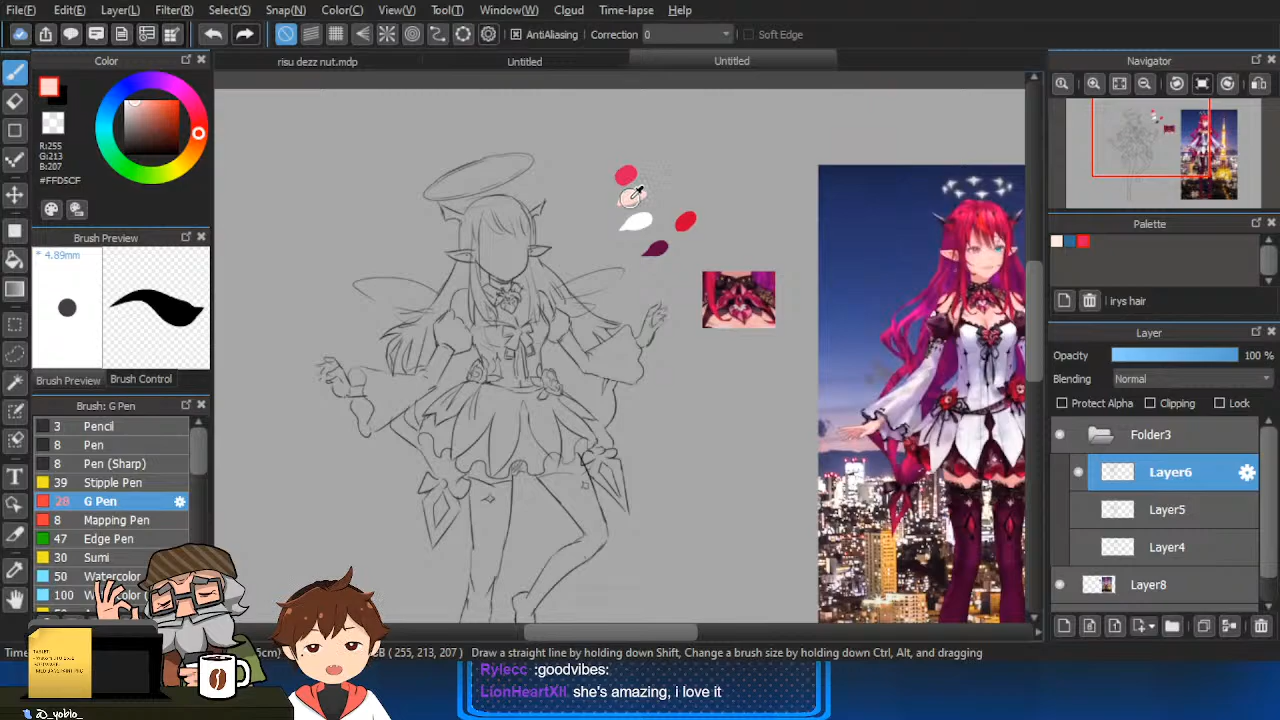 File(F) Edit(E) Layer(L) Filter(R) Select(S) Snap(N) Color(C) View(V) Tool(T) Window(W) Cloud Time-lapse Help
AntiAliasing Correction 0 Soft Edge
Color
risu dezz nut.mdp Untitled Untitled
Navigator
R:255
G:213
B:207
#FFD5CF
Brush Preview
* 4.89mm
Brush Preview Brush Control
Brush: G Pen
3 Pencil
8 Pen
8 Pen (Sharp)
39 Stipple Pen
28 G Pen
8 Mapping Pen
47 Edge Pen
30 Sumi
50 Watercolor
100 Watercolor
Palette
irys hair
Layer
Opacity 100 %
Blending Normal
Protect Alpha Clipping Lock
Folder3
Layer6
Layer5
Layer4
Layer8
(255, 213, 207) Draw a straight line by holding down Shift, Change a brush size by holding down Ctrl, Alt, and dragging
Rylecc :goodvibes:
LionHeartXII she's amazing, i love it
TABLET: